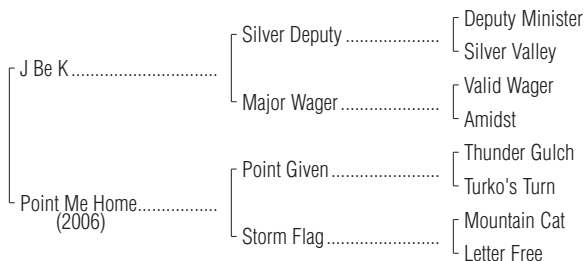 Deputy Minister
Silver Deputy ....................
Silver Valley
J Be K...............................
Valid Wager
Major Wager .....................
Amidst
Thunder Gulch
Point Given.......................
Turko's Turn
Point Me Home.................
(2006)
Mountain Cat
Storm Flag ........................
Letter Free